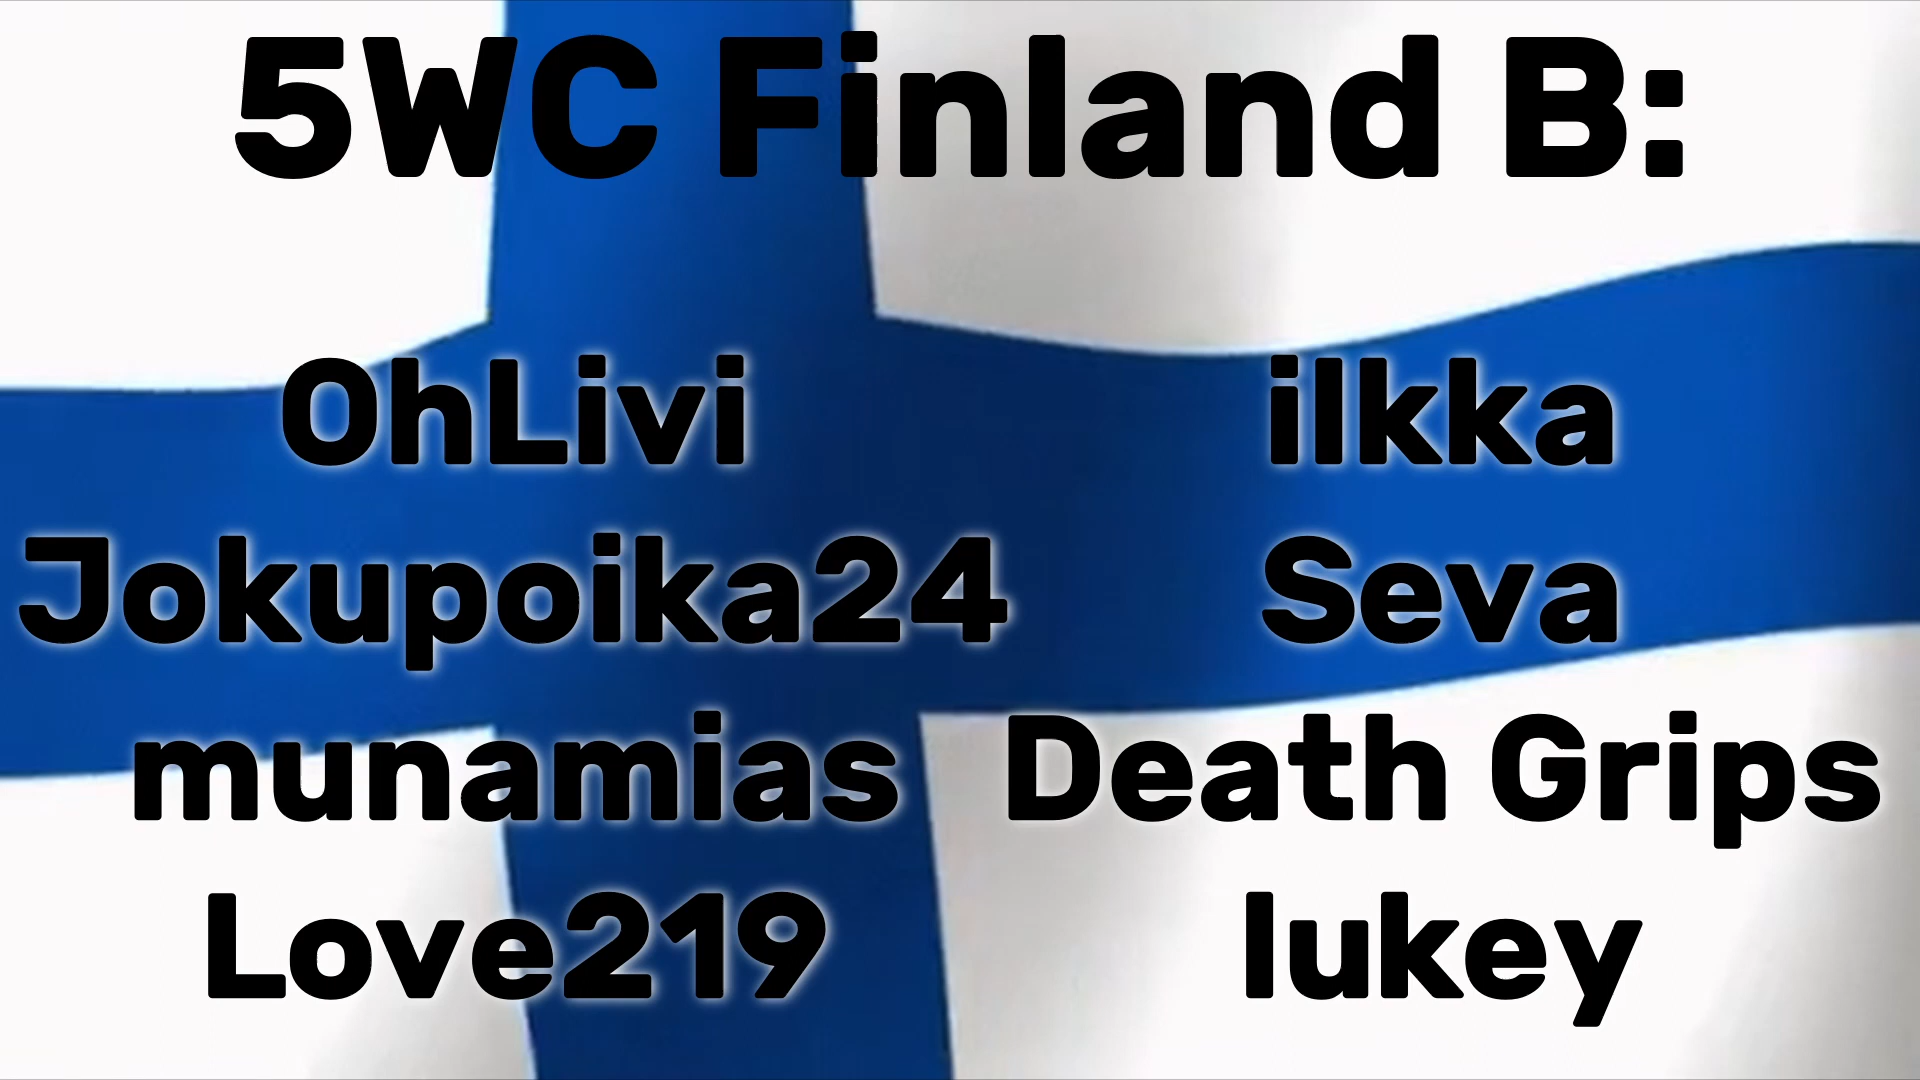 5WC Finland B:
OhLivi
Jokupoika24
munamias
Love219
ilkka
Seva
Death Grips
lukey